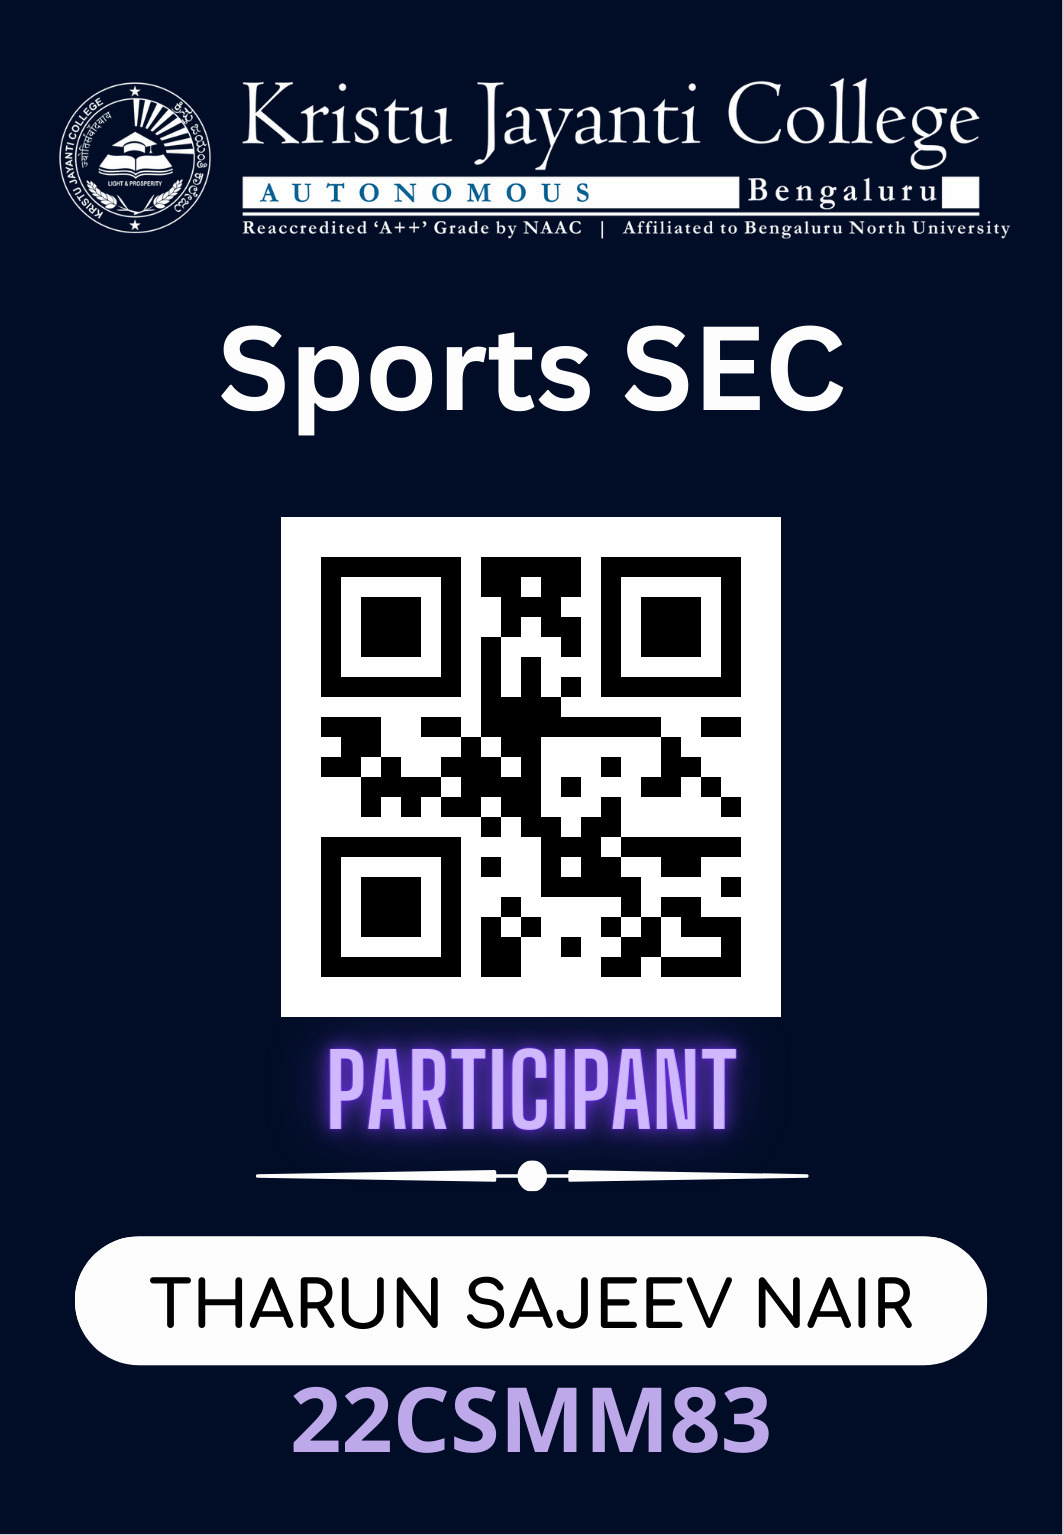 KRISTU JAYANTI COLLEGE
ಕ್ರಿಸ್ತು ಜಯಂತಿ ಕಾಲೇಜು
LIGHT & PROSPERITY
Kristu Jayanti College
AUTONOMOUS Bengaluru
Reaccredited ‘A++’ Grade by NAAC | Affiliated to Bengaluru North University
Sports SEC
PARTICIPANT
THARUN SAJEEV NAIR
22CSMM83